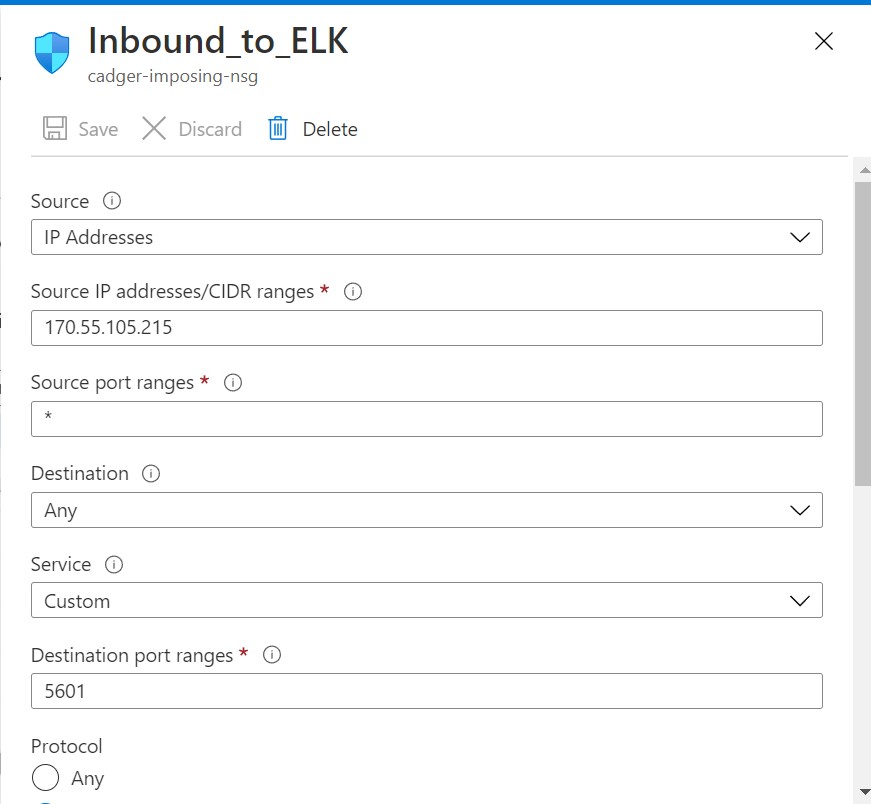 Inbound_to_ELK
cadger-imposing-nsg
Save Discard Delete
Source
IP Addresses
Source IP addresses/CIDR ranges *
170.55.105.215
Source port ranges *
*
Destination
Any
Service
Custom
Destination port ranges *
5601
Protocol
Any